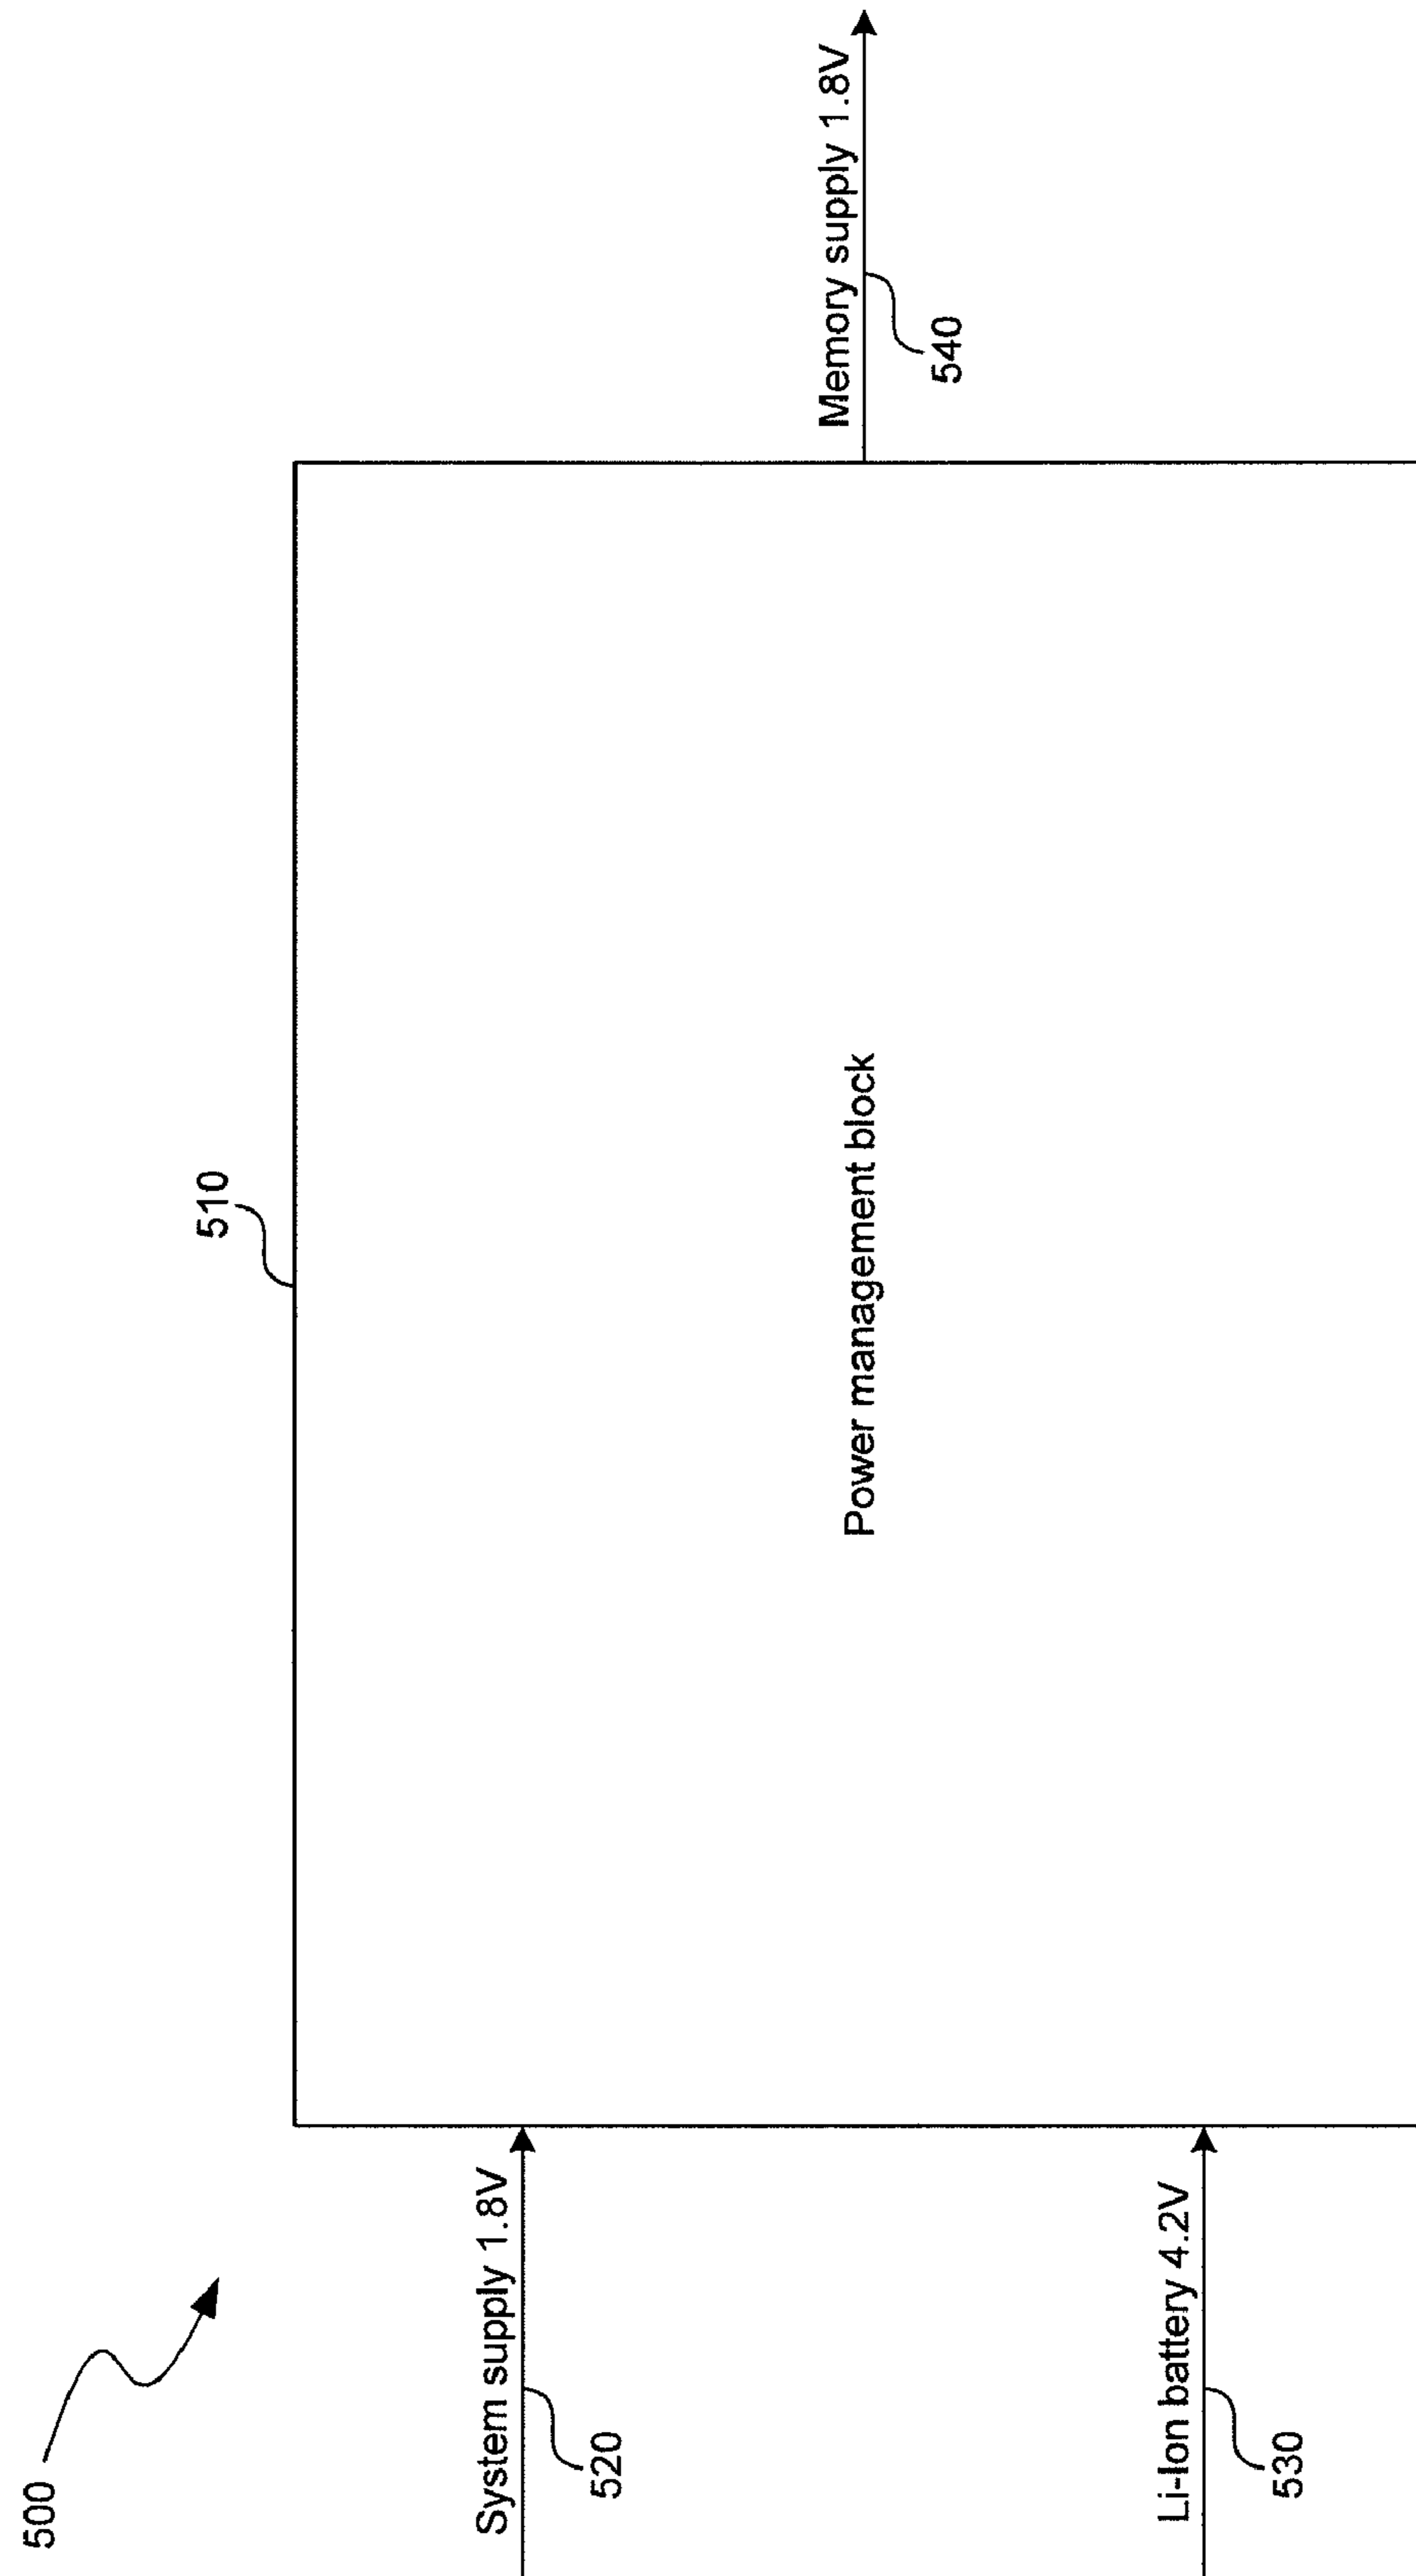 500
510
System supply 1.8V
520
Power management block
Memory supply 1.8V
540
Li-Ion battery 4.2V
530